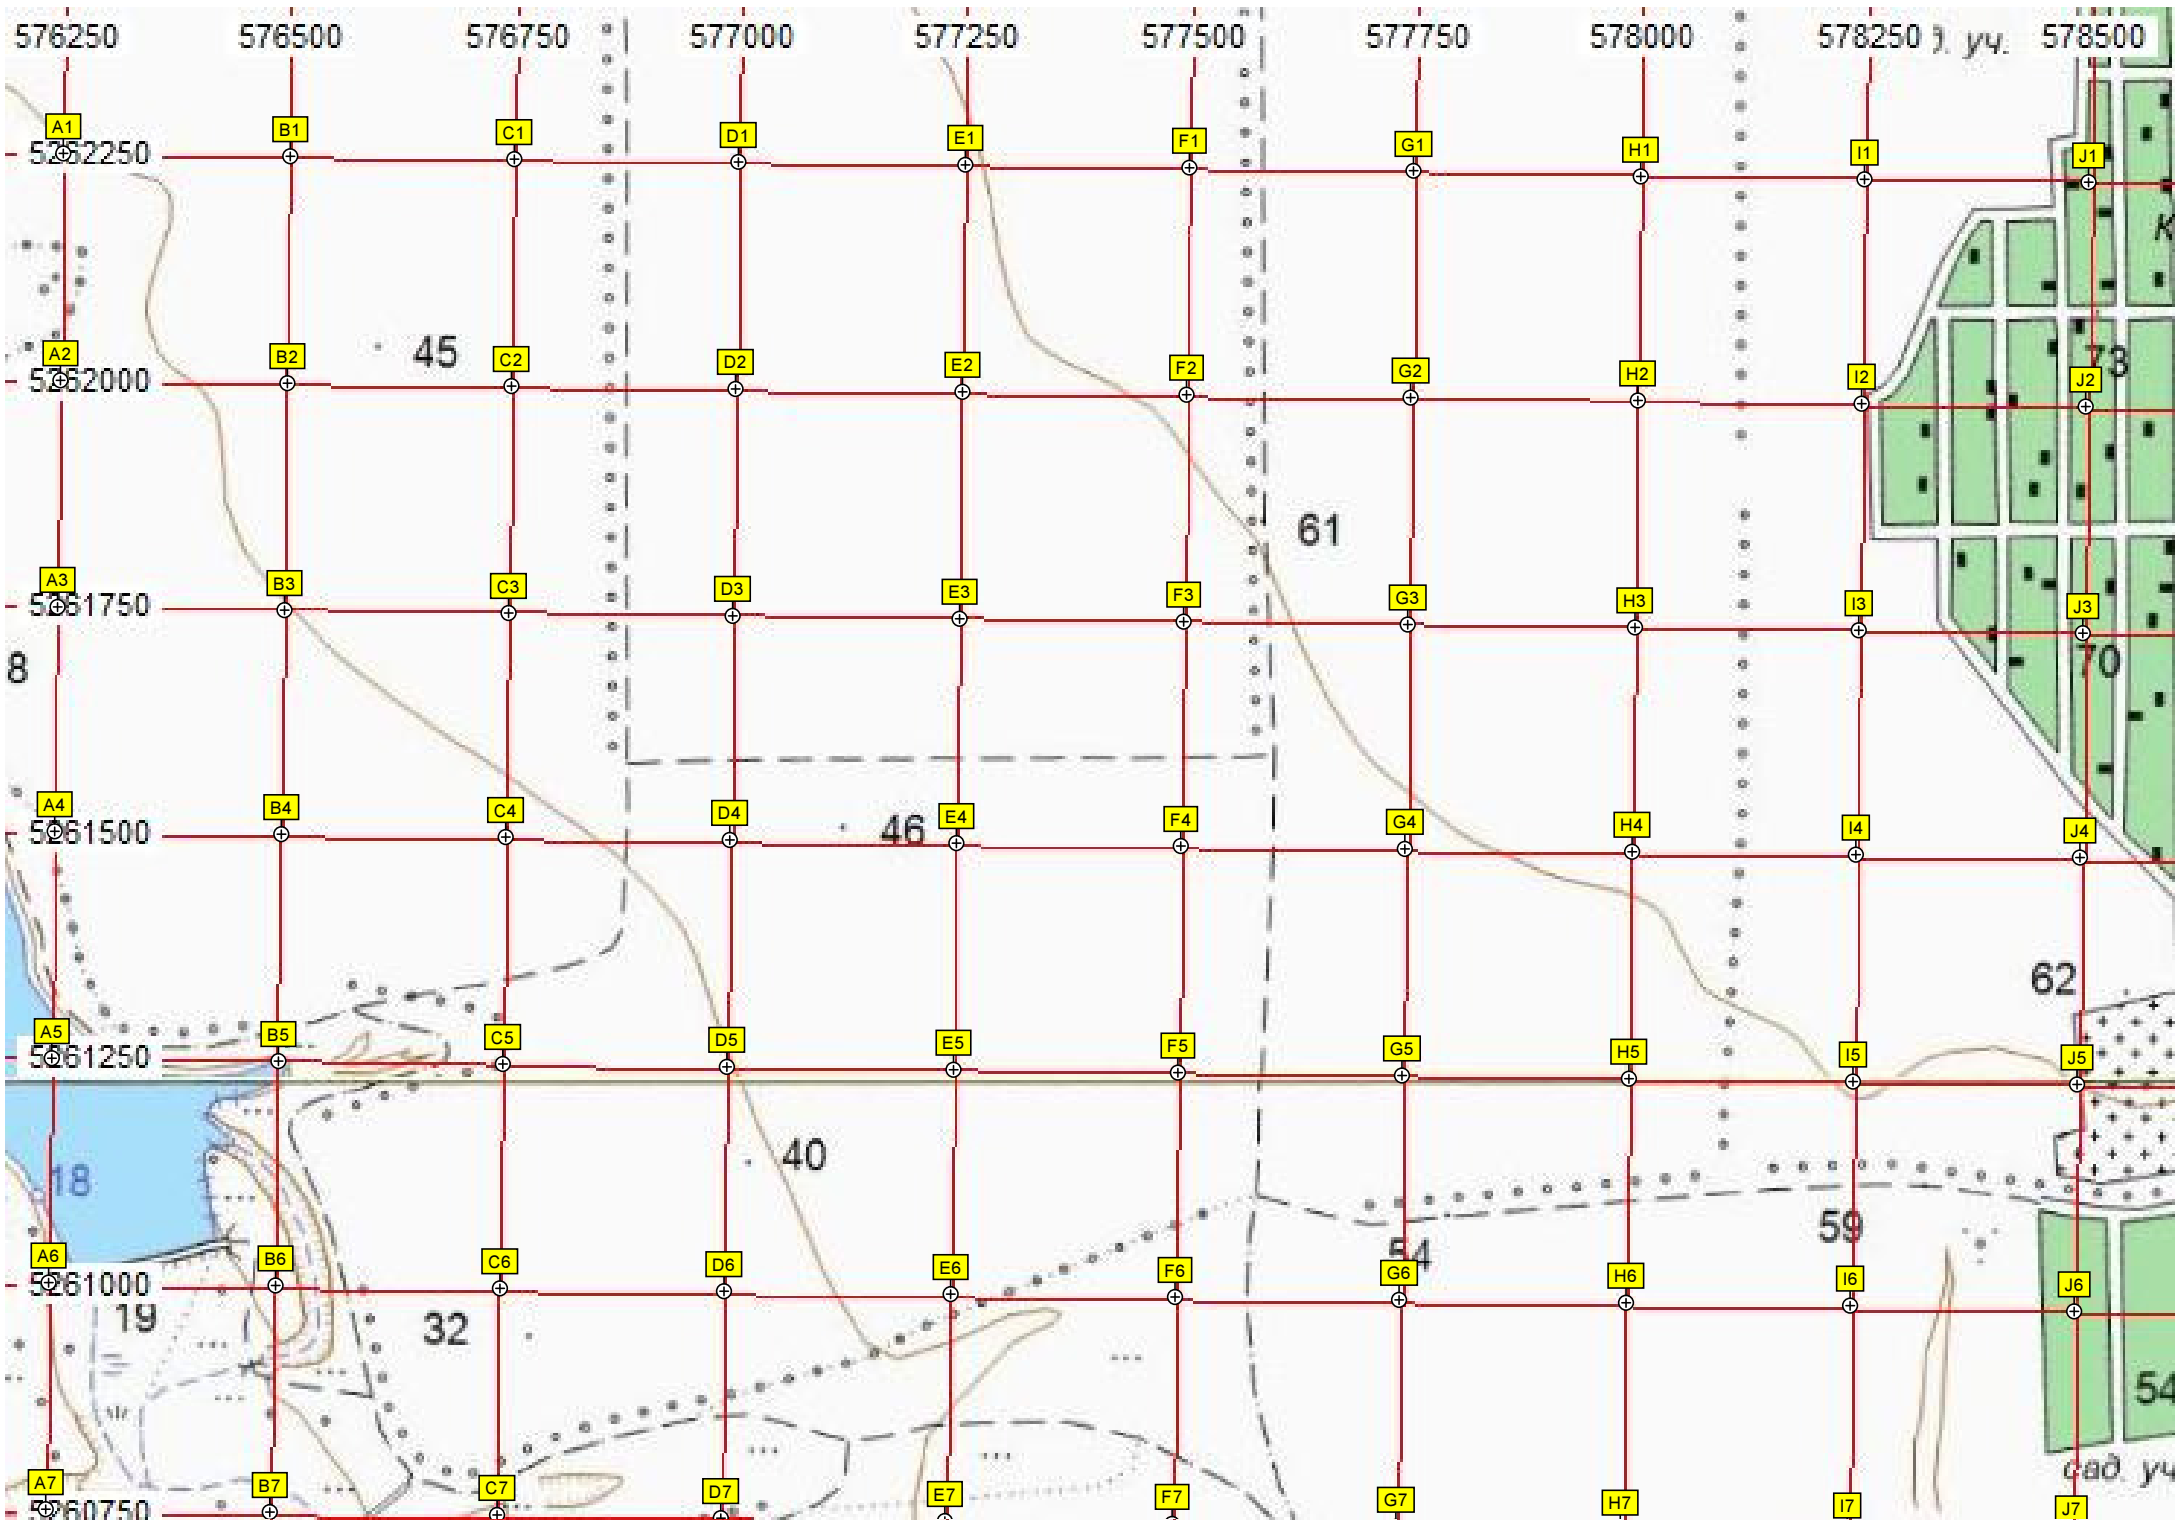 576250 576500 576750 577000 577250 577500 577750 578000 578250 д. уч. 578500
A1 B1 C1 D1 E1 F1 G1 H1 I1 J1
5262250
К
45
73
A2 B2 C2 D2 E2 F2 G2 H2 I2 J2
5262000
61
A3 B3 C3 D3 E3 F3 G3 H3 I3 J3
5261750
8 70
A4 B4 C4 D4 E4 F4 G4 H4 I4 J4
5261500 46
62
A5 B5 C5 D5 E5 F5 G5 H5 I5 J5
5261250
40
18
59
54
A6 B6 C6 D6 E6 F6 G6 H6 I6 J6
5261000
19 32
54
сад. уч
A7 B7 C7 D7 E7 F7 G7 H7 I7 J7
5260750